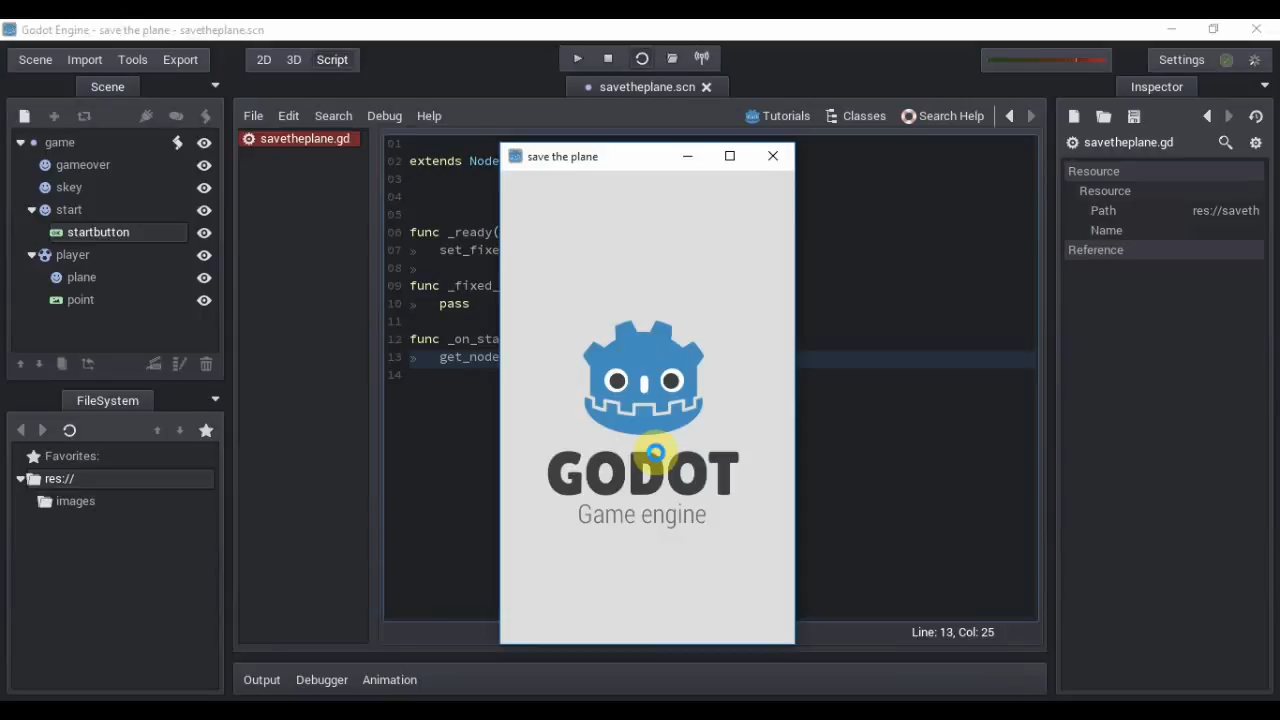 Godot Engine - save the plane - savetheplane.scn
Scene Import Tools Export
2D 3D Script
Settings
Scene
savetheplane.scn
Inspector
File Edit Search Debug Help
Tutorials Classes Search Help
game
gameover
skey
start
startbutton
player
plane
point
savetheplane.gd
01
02 extends Node
03
04
05
06 func _ready(
07 set_fixe
08
09 func _fixed_
10 pass
11
12 func _on_sta
13 get_node
14
save the plane
GODOT
Game engine
savetheplane.gd
Resource
Resource
Path res://saveth
Name
Reference
FileSystem
Favorites:
res://
images
Line: 13, Col: 25
Output Debugger Animation